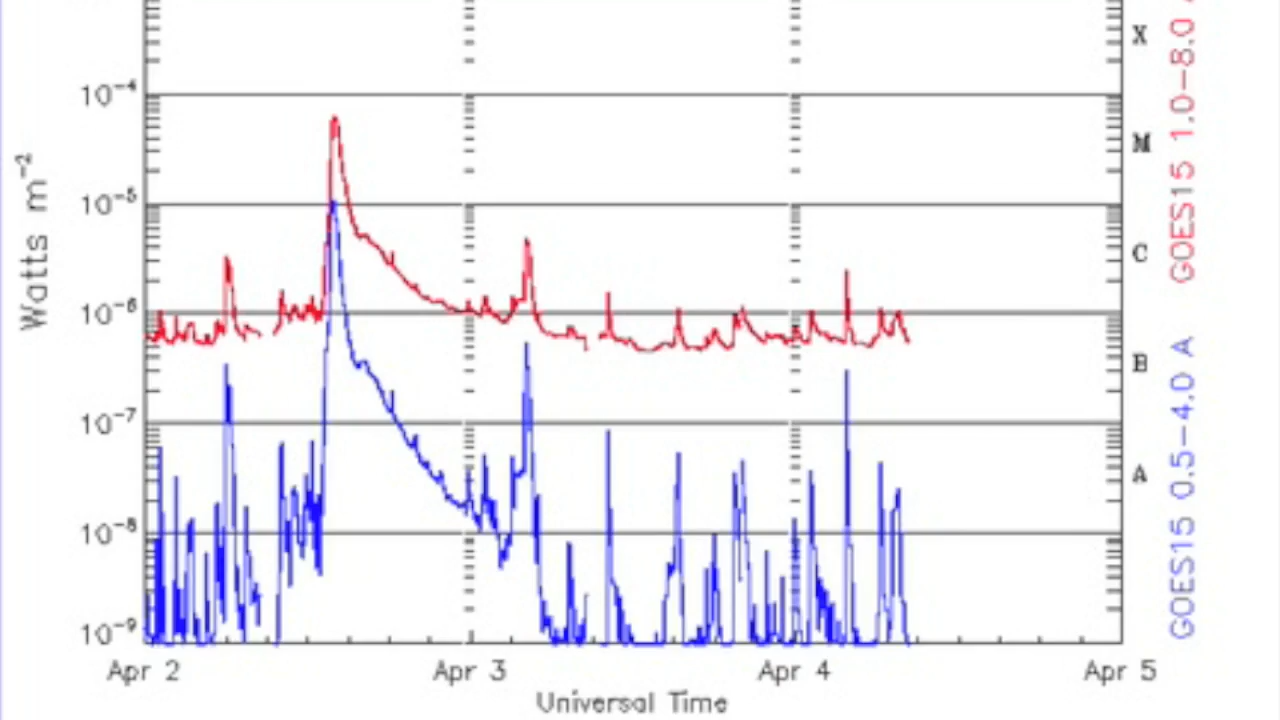 X
10⁻⁴
M
10⁻⁵
C
10⁻⁶
B
10⁻⁷
A
10⁻⁸
10⁻⁹
Apr 2 Apr 3 Apr 4 Apr 5
Universal Time
Watts m⁻²
GOES15 1.0-8.0
GOES15 0.5-4.0 A